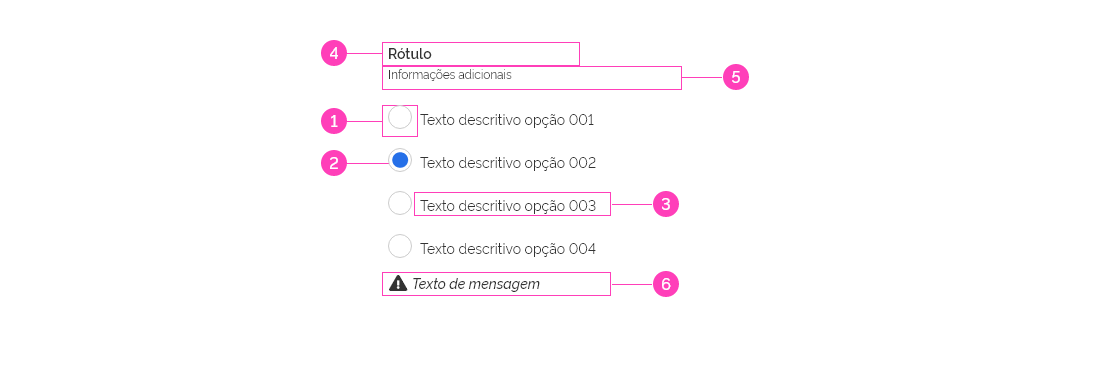 4 Rótulo
Informações adicionais 5
1 Texto descritivo opção 001
2 Texto descritivo opção 002
Texto descritivo opção 003 3
Texto descritivo opção 004
Texto de mensagem 6